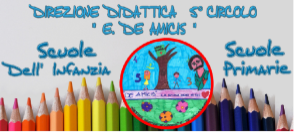 DIREZIONE DIDATTICA 5° CIRCOLO
" E. DE AMICIS "
Scuole
Dell' Infanzia
Scuole
Primarie